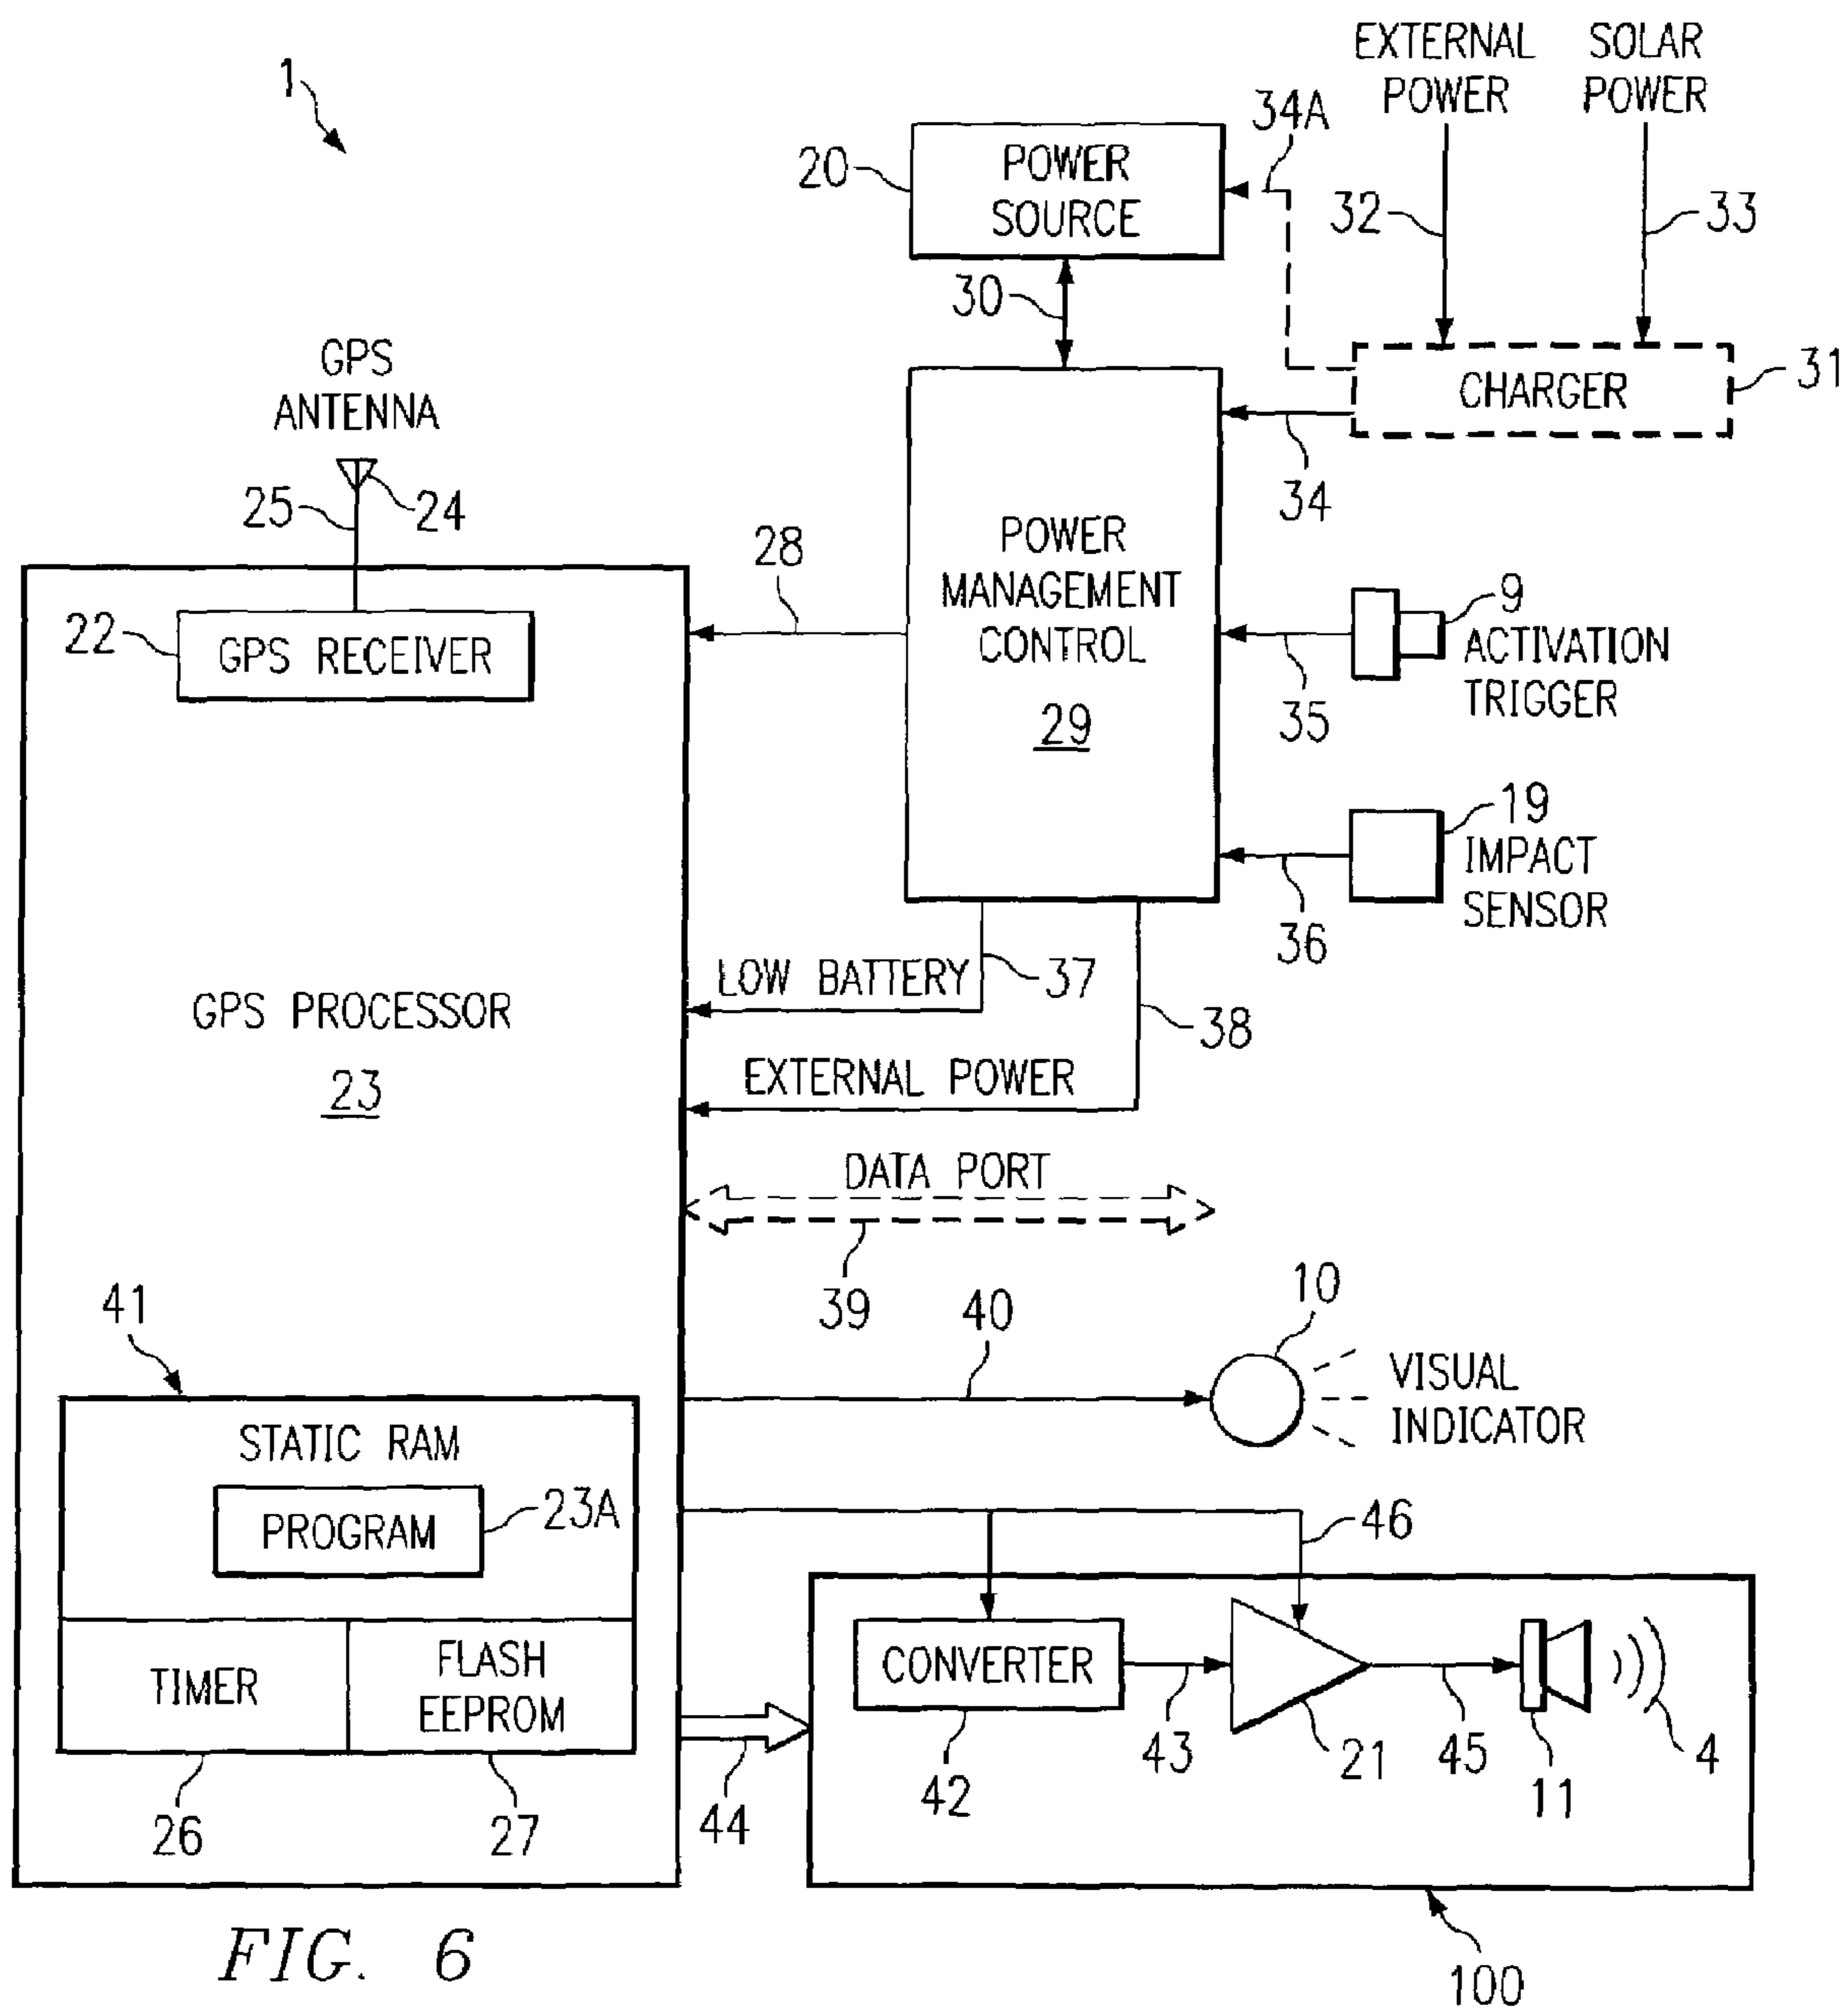 1
EXTERNAL
POWER
SOLAR
POWER
34A
20
POWER
SOURCE
32
33
30
GPS
ANTENNA
CHARGER
31
25
24
34
28
POWER
MANAGEMENT
CONTROL
29
22
GPS RECEIVER
9
ACTIVATION
TRIGGER
35
19
IMPACT
SENSOR
36
LOW BATTERY
37
GPS PROCESSOR
23
38
EXTERNAL POWER
DATA PORT
39
41
40
10
VISUAL
INDICATOR
STATIC RAM
PROGRAM
23A
46
TIMER
FLASH
EEPROM
CONVERTER
26
27
44
42
43
21
45
11
4
FIG. 6
100